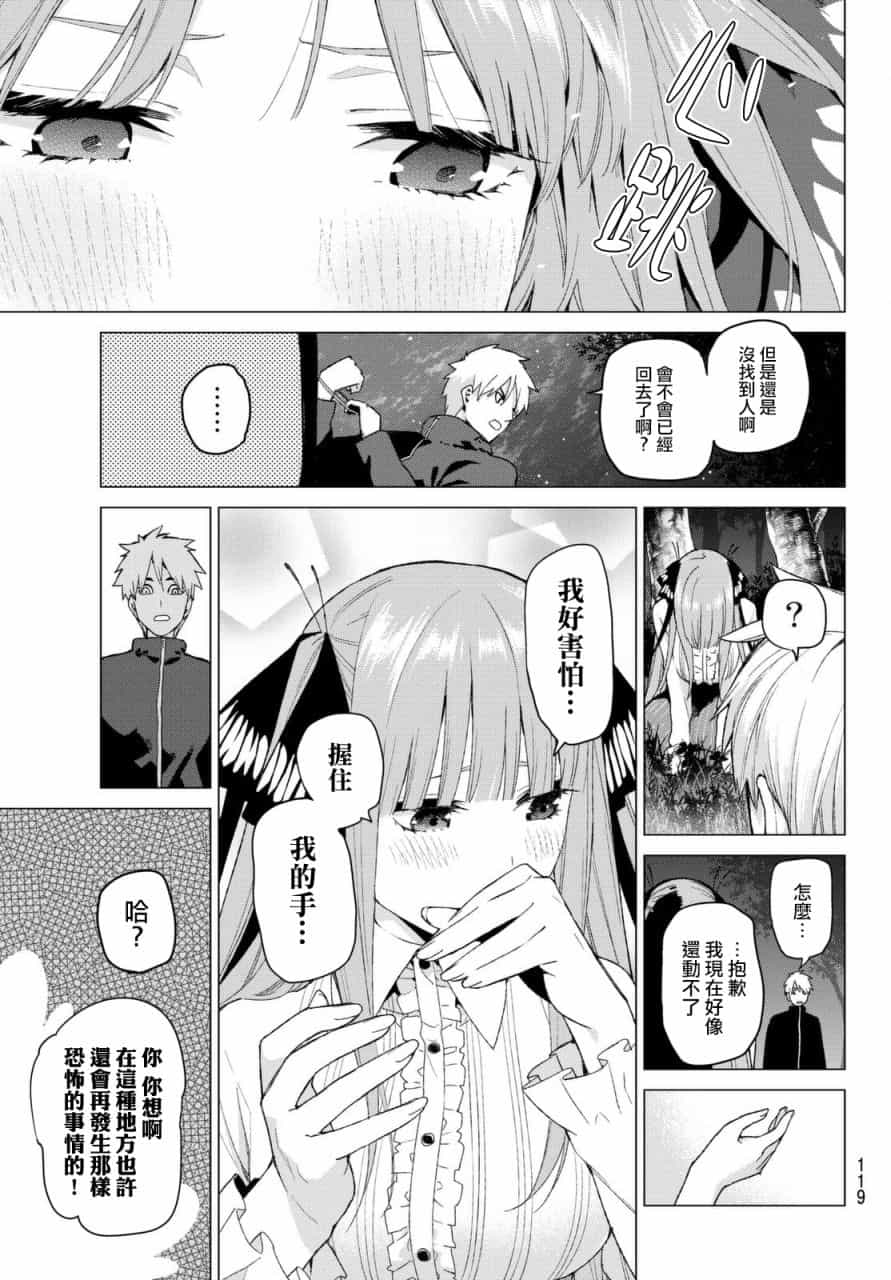 心
跳
但是還是
沒找到人啊
會不會已經
回去了啊？
……
？
怎麼…
…抱歉
我現在好像
還動不了
我好害怕…
握住
我的手…
哈？
你 你想啊
在這種地方也許
還會再發生那樣
恐怖的事情的！
119